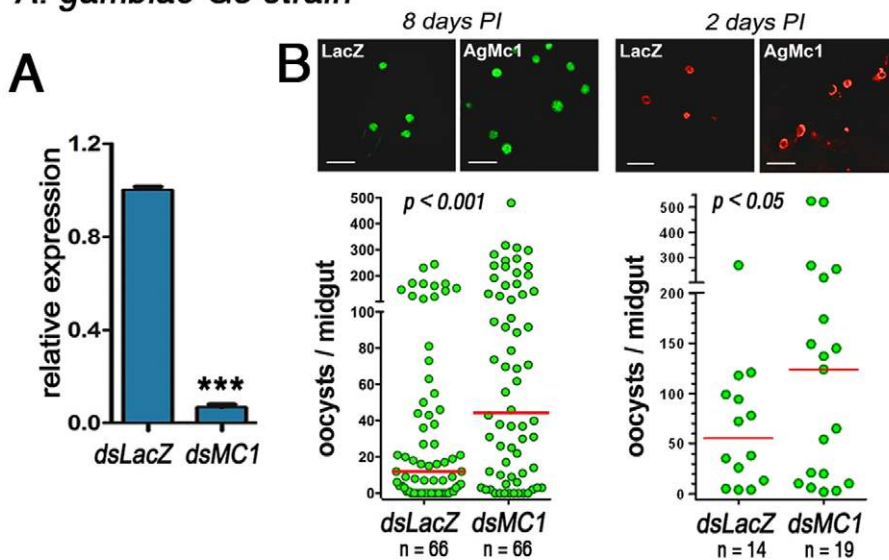 A. gambiae G3 strain
A
relative expression
1.2
0.8
0.4
0.0
***
dsLacZ dsMC1
B
8 days PI
LacZ AgMc1
2 days PI
LacZ AgMc1
oocysts / midgut
p < 0.001
500
400
300
200
100
80
60
40
20
0
dsLacZ dsMC1
n = 66 n = 66
oocysts / midgut
p < 0.05
500
400
300
200
150
100
50
0
dsLacZ dsMC1
n = 14 n = 19